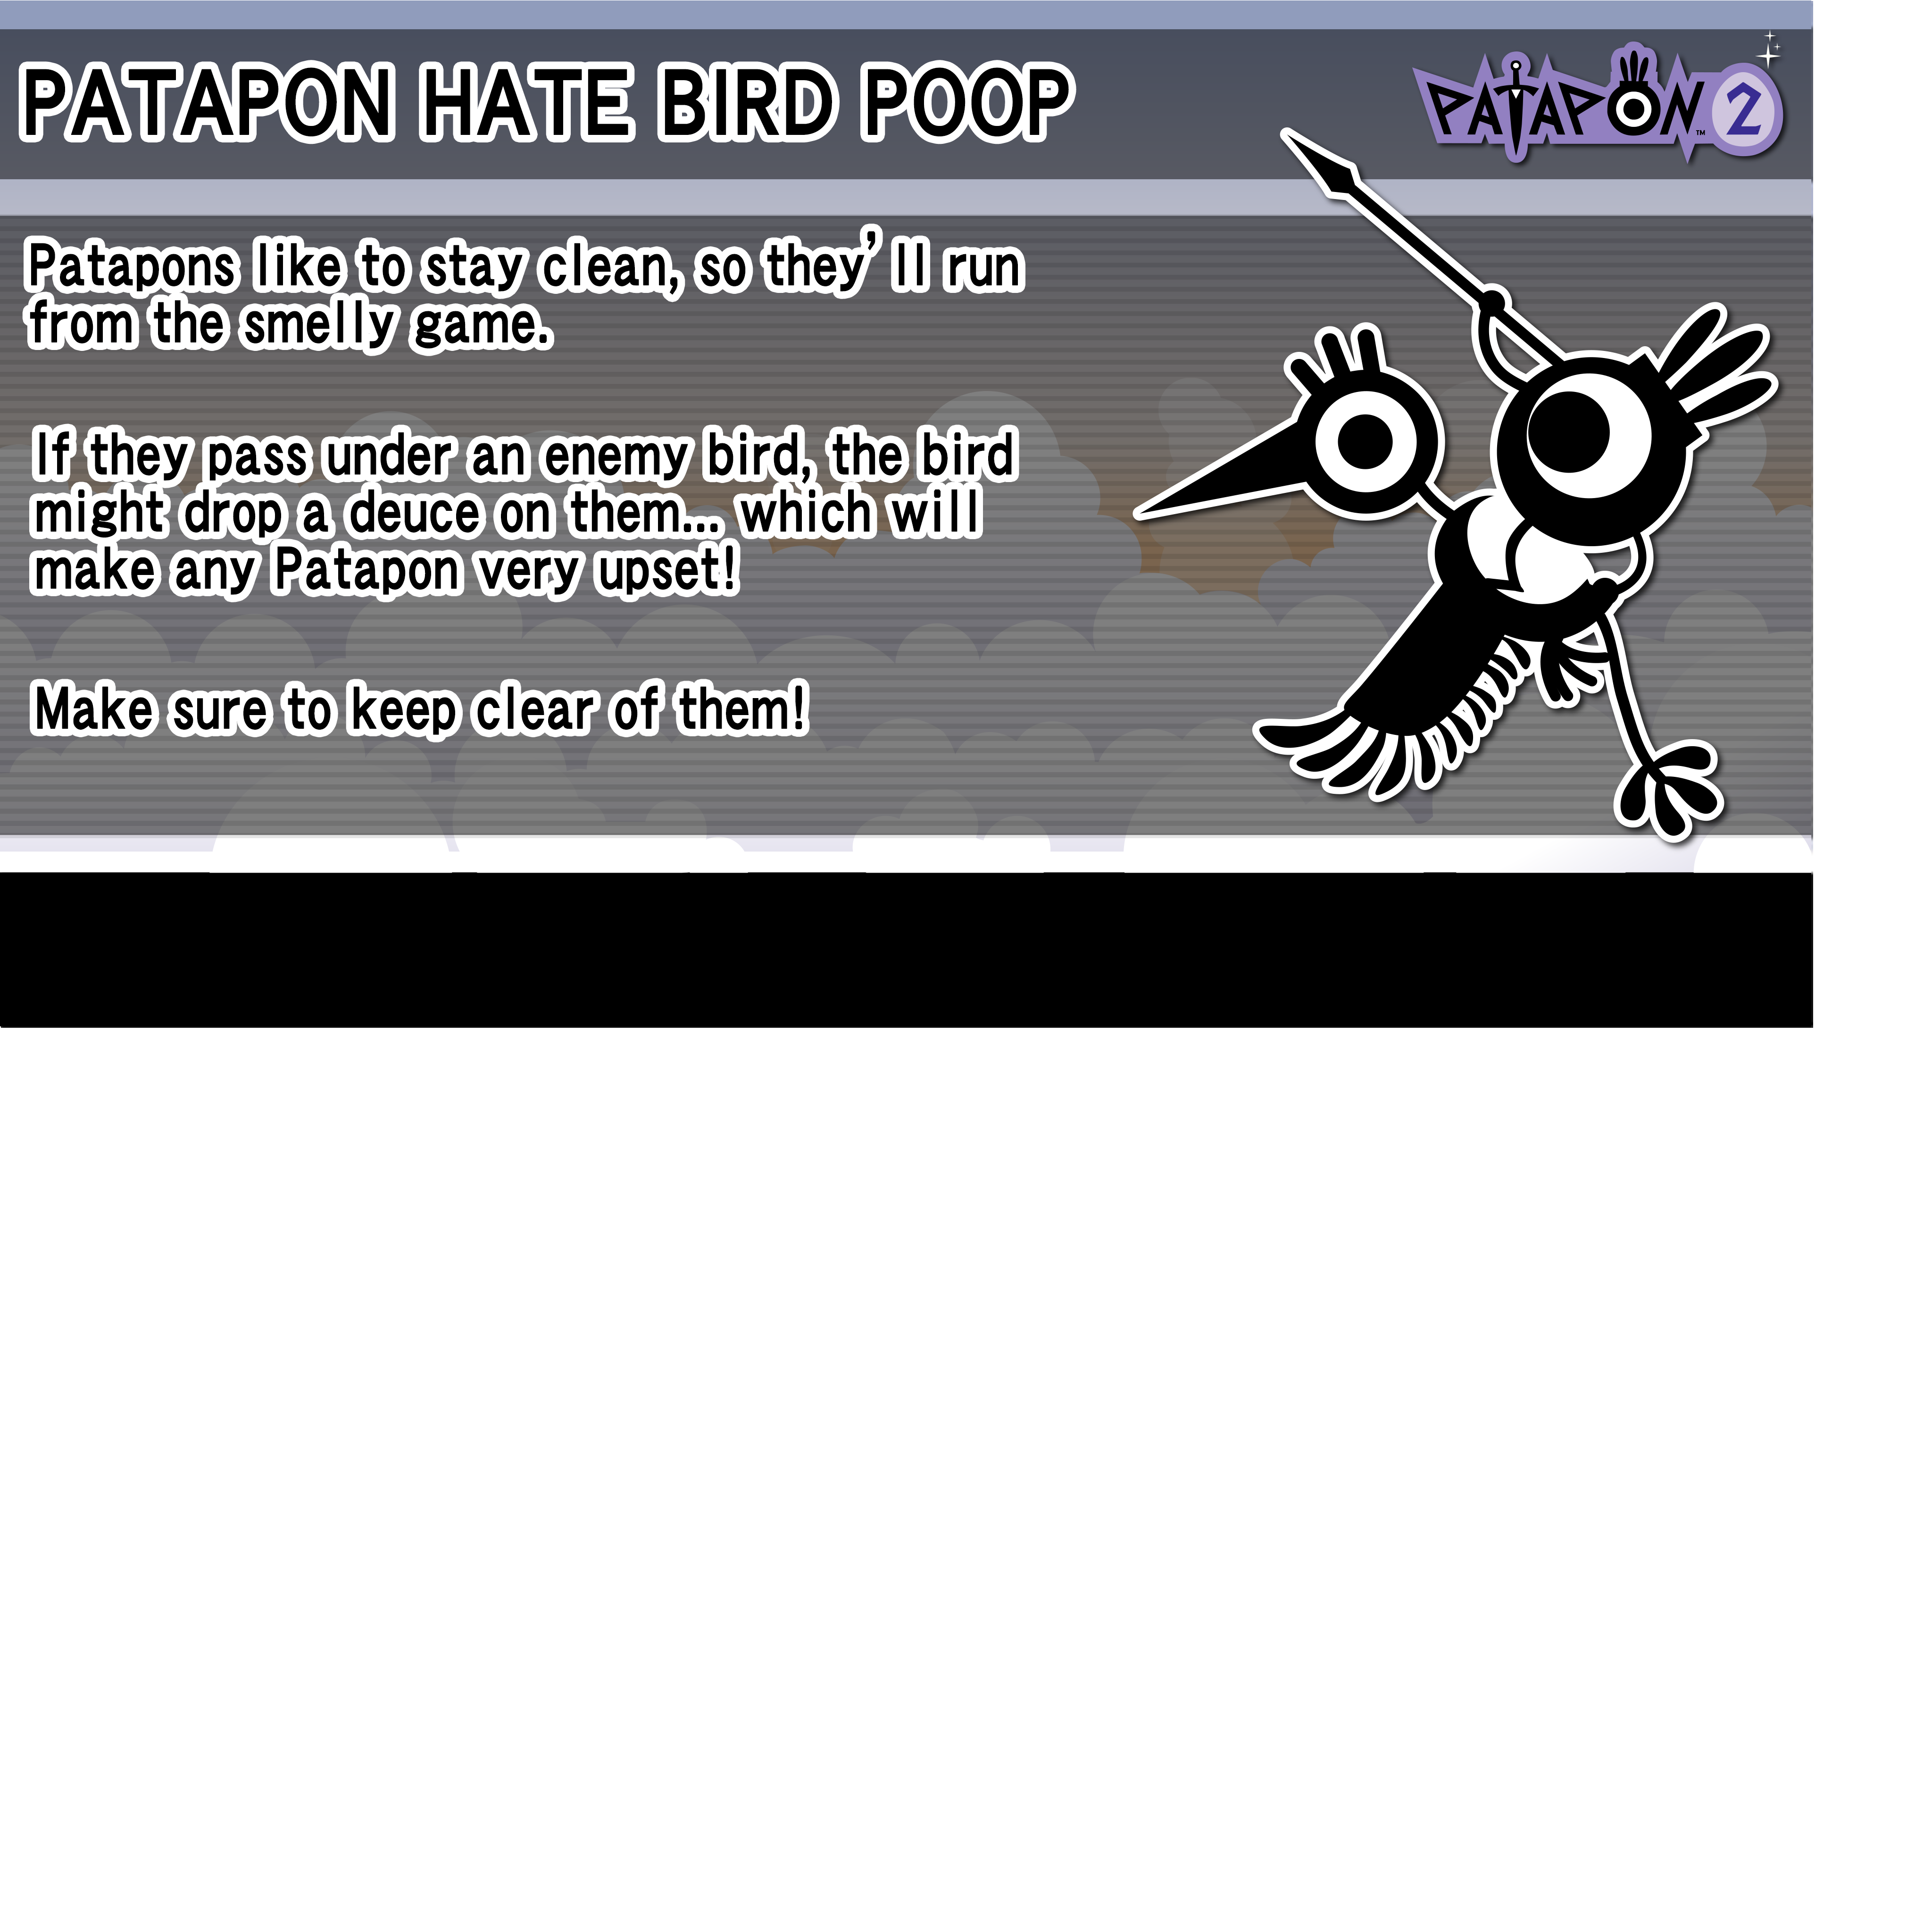 PATAPON HATE BIRD POOP
PATAPON™ 2
Patapons like to stay clean, so they'll run
from the smelly game.
If they pass under an enemy bird, the bird
might drop a deuce on them... which will
make any Patapon very upset!
Make sure to keep clear of them!